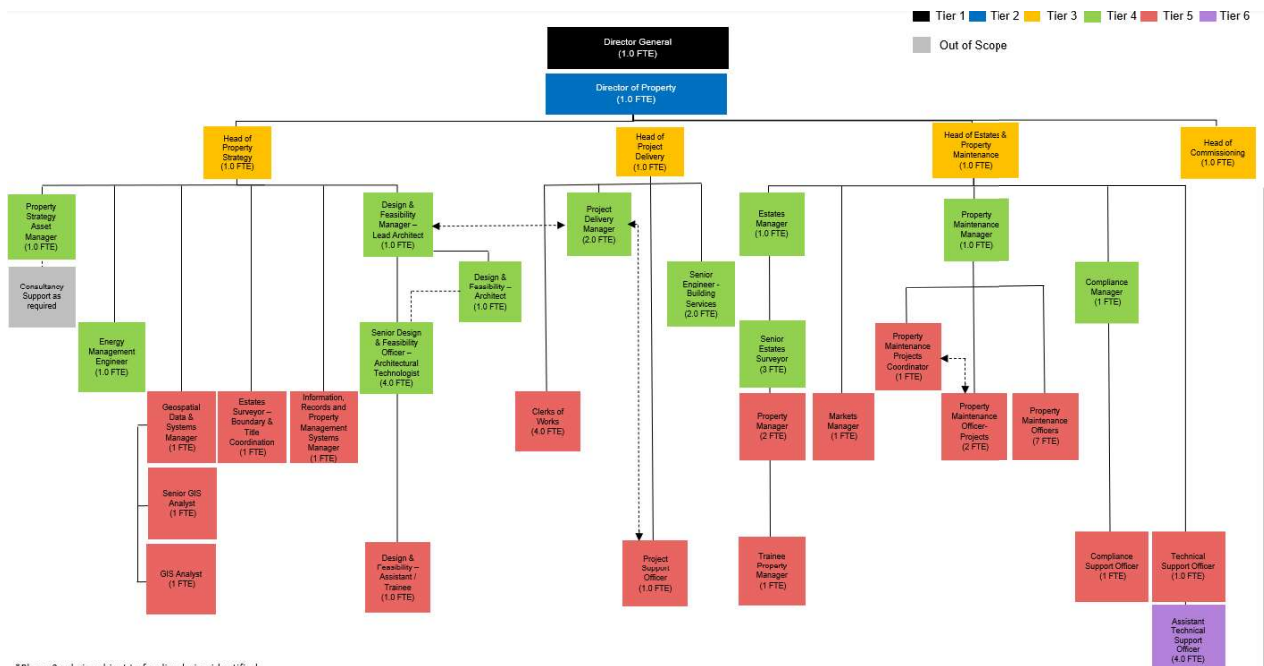 Tier 1 Tier 2 Tier 3 Tier 4 Tier 5 Tier 6
Out of Scope
Director General
(1.0 FTE)
Director of Property
(1.0 FTE)
Head of
Property
Strategy
(1.0 FTE)
Head of
Project
Delivery
(1.0 FTE)
Head of Estates &
Property
Maintenance
(1.0 FTE)
Head of
Commissioning
(1.0 FTE)
Property
Strategy
Asset
Manager
(1.0 FTE)
Design &
Feasibility
Manager –
Lead Architect
(1.0 FTE)
Project
Delivery
Manager
(2.0 FTE)
Estates
Manager
(1.0 FTE)
Property
Maintenance
Manager
(1.0 FTE)
Consultancy
Support as
required
Design &
Feasibility –
Architect
(1.0 FTE)
Senior
Engineer -
Building
Services
(2.0 FTE)
Compliance
Manager
(1 FTE)
Energy
Management
Engineer
(1.0 FTE)
Senior Design
& Feasibility
Officer –
Architectural
Technologist
(4.0 FTE)
Senior
Estates
Surveyor
(3 FTE)
Property
Maintenance
Projects
Coordinator
(1 FTE)
Geospatial
Data &
Systems
Manager
(1 FTE)
Estates
Surveyor –
Boundary &
Title
Coordination
(1 FTE)
Information,
Records and
Property
Management
Systems
Manager
(1 FTE)
Clerks of
Works
(4.0 FTE)
Property
Manager
(2 FTE)
Markets
Manager
(1 FTE)
Property
Maintenance
Officer-
Projects
(2 FTE)
Property
Maintenance
Officers
(7 FTE)
Senior GIS
Analyst
(1 FTE)
GIS Analyst
(1 FTE)
Design &
Feasibility –
Assistant /
Trainee
(1.0 FTE)
Project
Support
Officer
(1.0 FTE)
Trainee
Property
Manager
(1 FTE)
Compliance
Support Officer
(1 FTE)
Technical
Support Officer
(1.0 FTE)
Assistant
Technical
Support
Officer
(4.0 FTE)